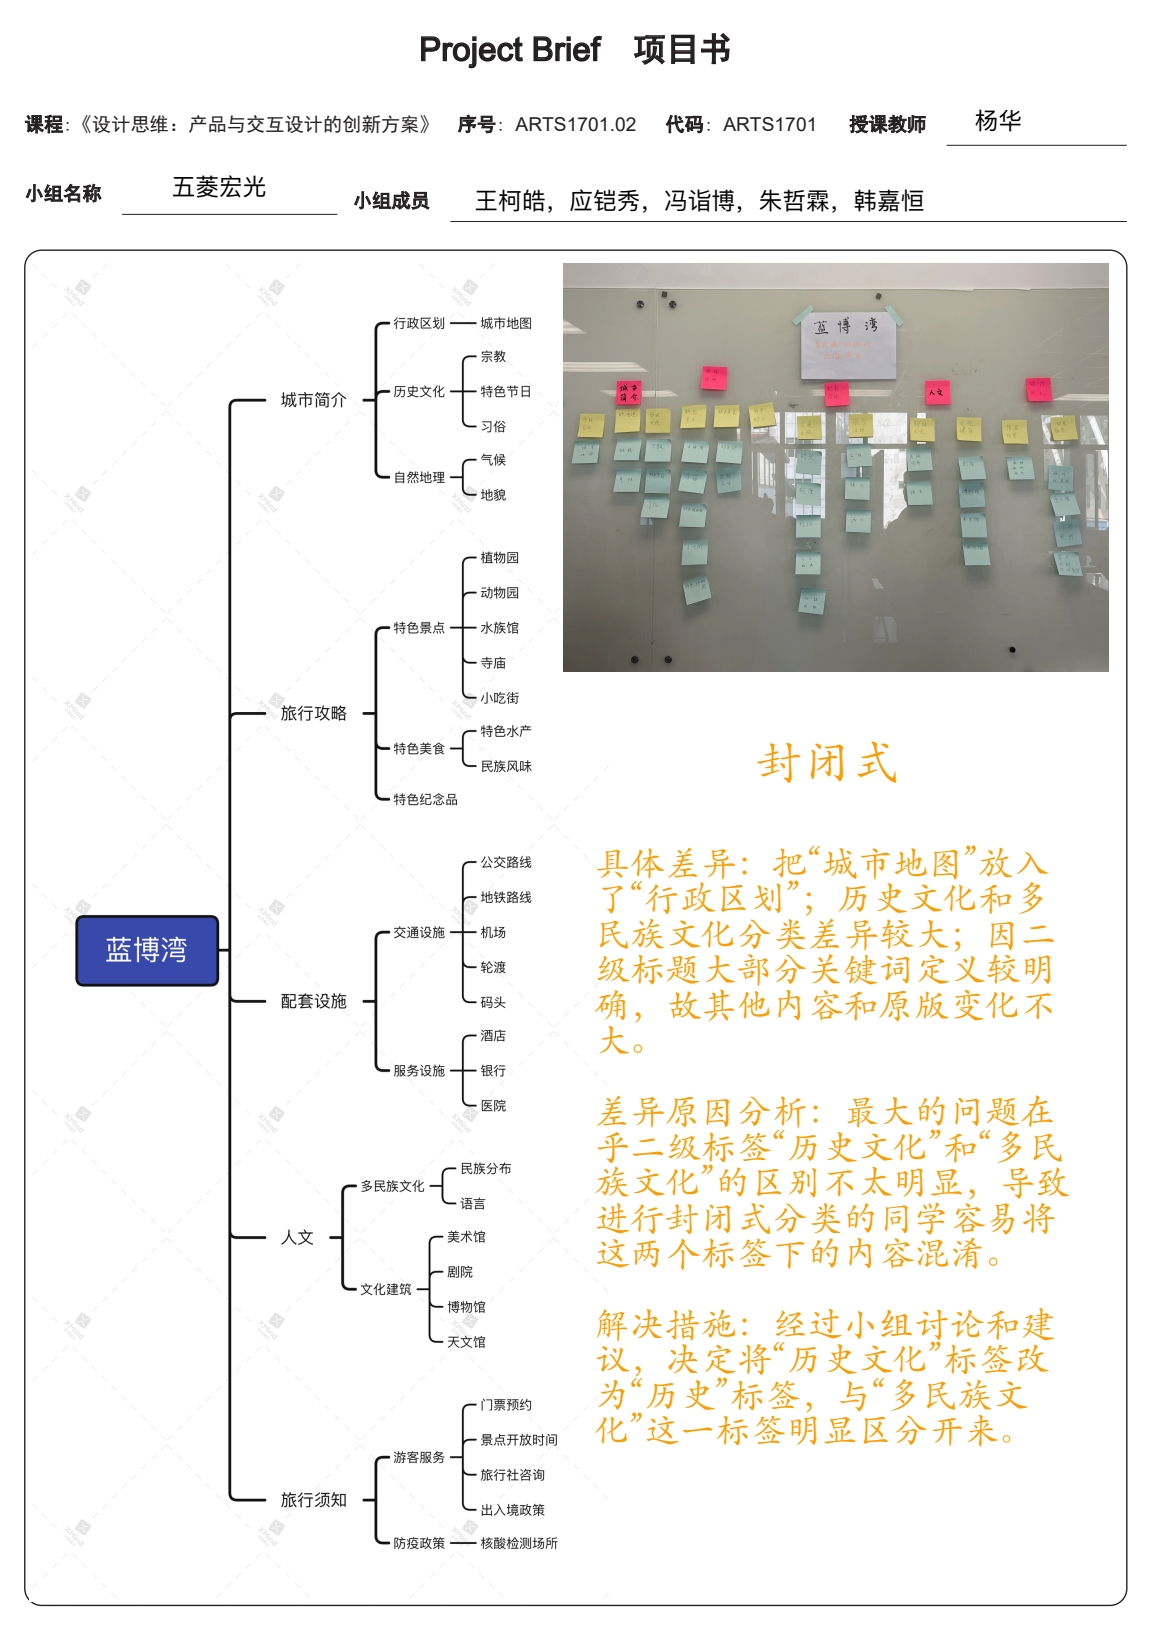 Project Brief 项目书
课程:《设计思维：产品与交互设计的创新方案》 序号: ARTS1701.02 代码: ARTS1701 授课教师 杨华
小组名称 五菱宏光 小组成员 王柯皓，应铠秀，冯诣博，朱哲霖，韩嘉恒
蓝博湾
城市简介
行政区划
城市地图
历史文化
宗教
特色节日
习俗
自然地理
气候
地貌
旅行攻略
特色景点
植物园
动物园
水族馆
寺庙
小吃街
特色美食
特色水产
民族风味
特色纪念品
配套设施
交通设施
公交路线
地铁路线
机场
轮渡
码头
服务设施
酒店
银行
医院
人文
多民族文化
民族分布
语言
文化建筑
美术馆
剧院
博物馆
天文馆
旅行须知
游客服务
门票预约
景点开放时间
旅行社咨询
出入境政策
防疫政策
核酸检测场所
蓝博湾
城市
简介
人文
封闭式
具体差异：把“城市地图”放入
了“行政区划”；历史文化和多
民族文化分类差异较大；因二
级标题大部分关键词定义较明
确，故其他内容和原版变化不
大。
差异原因分析：最大的问题在
乎二级标签“历史文化”和“多民
族文化”的区别不太明显，导致
进行封闭式分类的同学容易将
这两个标签下的内容混淆。
解决措施：经过小组讨论和建
议，决定将“历史文化”标签改
为“历史”标签，与“多民族文
化”这一标签明显区分开来。